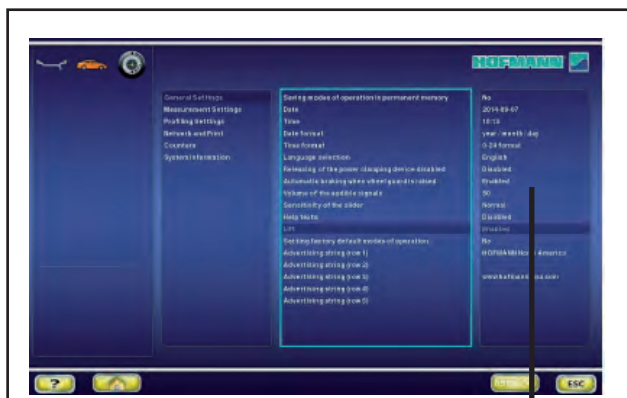 HOFMANN
General Settings
Measurement Settings
Profiling Settings
Network and Print
Counters
System Information
Saving modes of operation in permanent memory No
Date 2014-09-07
Time
Date format year / month / day
Time format 0-24 format
Language selection English
Releasing of the power clamping device disabled Disabled
Automatic braking when wheel guard is raised Enabled
Volume of the audible signals 50
Sensitivity of the slider Normal
Help texts Disabled
Lift Enabled
Setting factory default modes of operation No
Advertising string (row 1) HOFMANN America
Advertising string (row 2)
Advertising string (row 3)
Advertising string (row 4)
Advertising string (row 5)
?
ESC